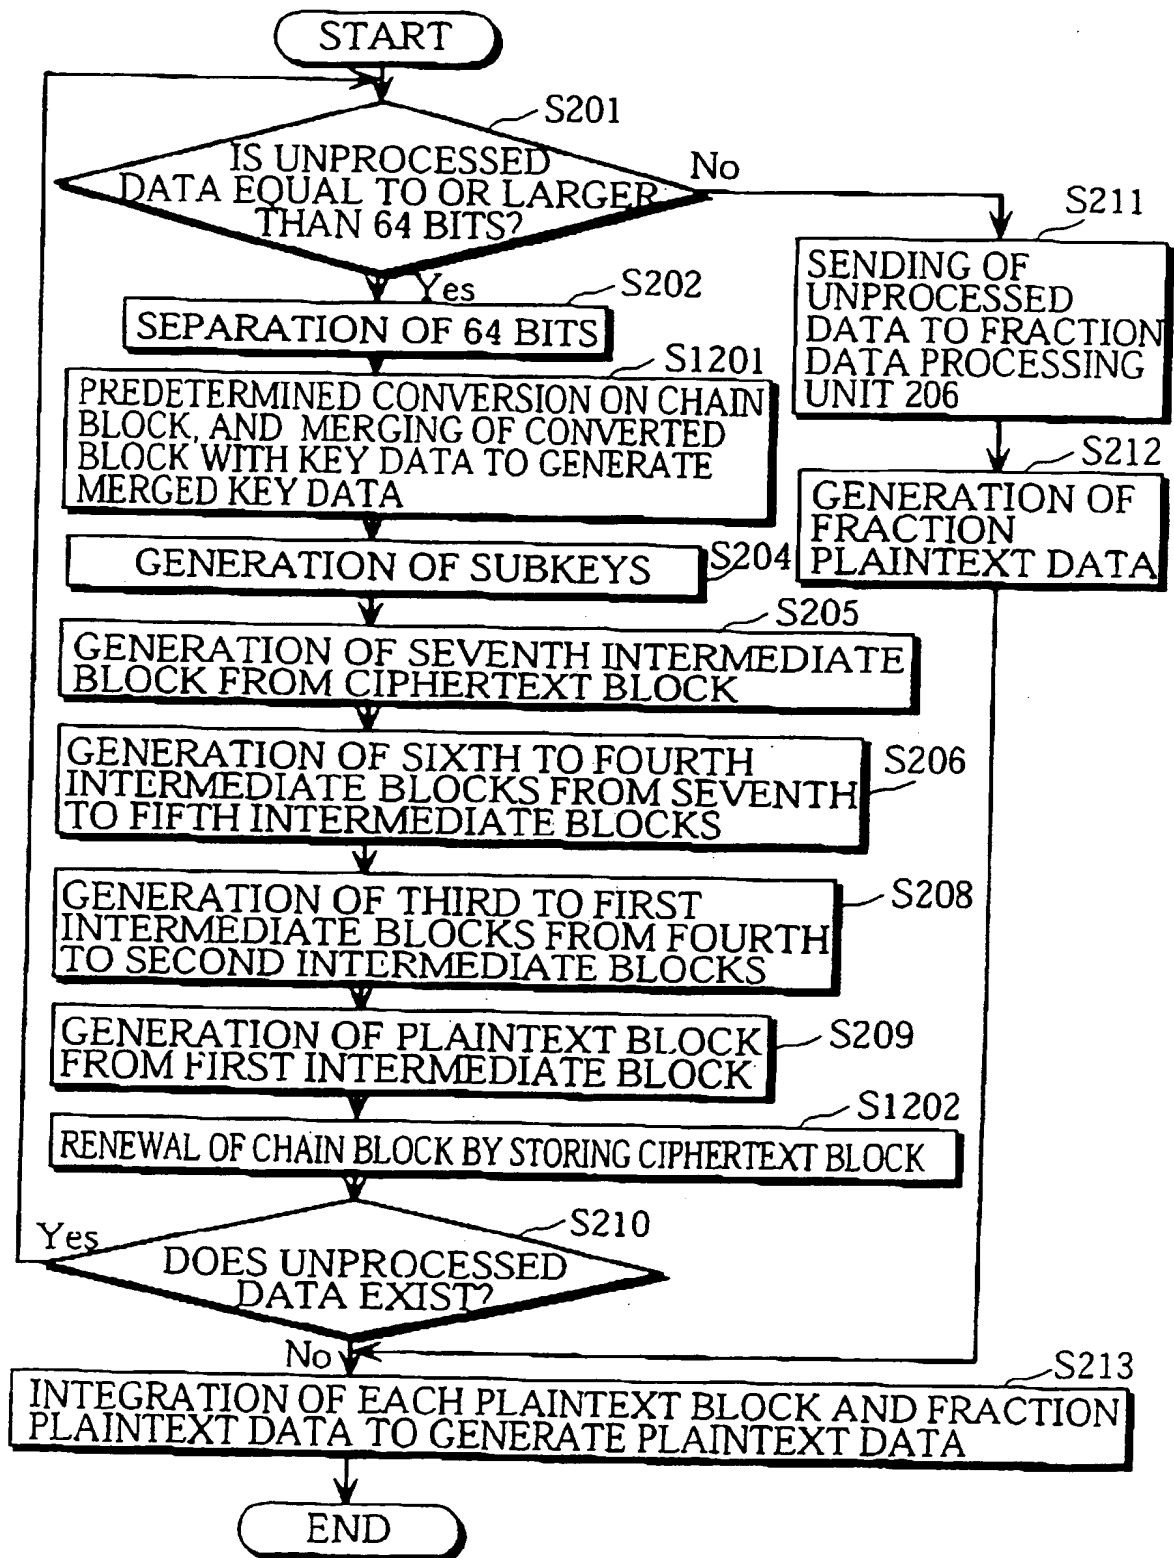 START
S201
IS UNPROCESSED
DATA EQUAL TO OR LARGER
THAN 64 BITS?
No
Yes
S202
SEPARATION OF 64 BITS
S1201
PREDETERMINED CONVERSION ON CHAIN
BLOCK, AND MERGING OF CONVERTED
BLOCK WITH KEY DATA TO GENERATE
MERGED KEY DATA
S204
GENERATION OF SUBKEYS
S205
GENERATION OF SEVENTH INTERMEDIATE
BLOCK FROM CIPHERTEXT BLOCK
S206
GENERATION OF SIXTH TO FOURTH
INTERMEDIATE BLOCKS FROM SEVENTH
TO FIFTH INTERMEDIATE BLOCKS
S208
GENERATION OF THIRD TO FIRST
INTERMEDIATE BLOCKS FROM FOURTH
TO SECOND INTERMEDIATE BLOCKS
S209
GENERATION OF PLAINTEXT BLOCK
FROM FIRST INTERMEDIATE BLOCK
S1202
RENEWAL OF CHAIN BLOCK BY STORING CIPHERTEXT BLOCK
S210
Yes
DOES UNPROCESSED
DATA EXIST?
No
S211
SENDING OF
UNPROCESSED
DATA TO FRACTION
DATA PROCESSING
UNIT 206
S212
GENERATION OF
FRACTION
PLAINTEXT DATA
S213
INTEGRATION OF EACH PLAINTEXT BLOCK AND FRACTION
PLAINTEXT DATA TO GENERATE PLAINTEXT DATA
END